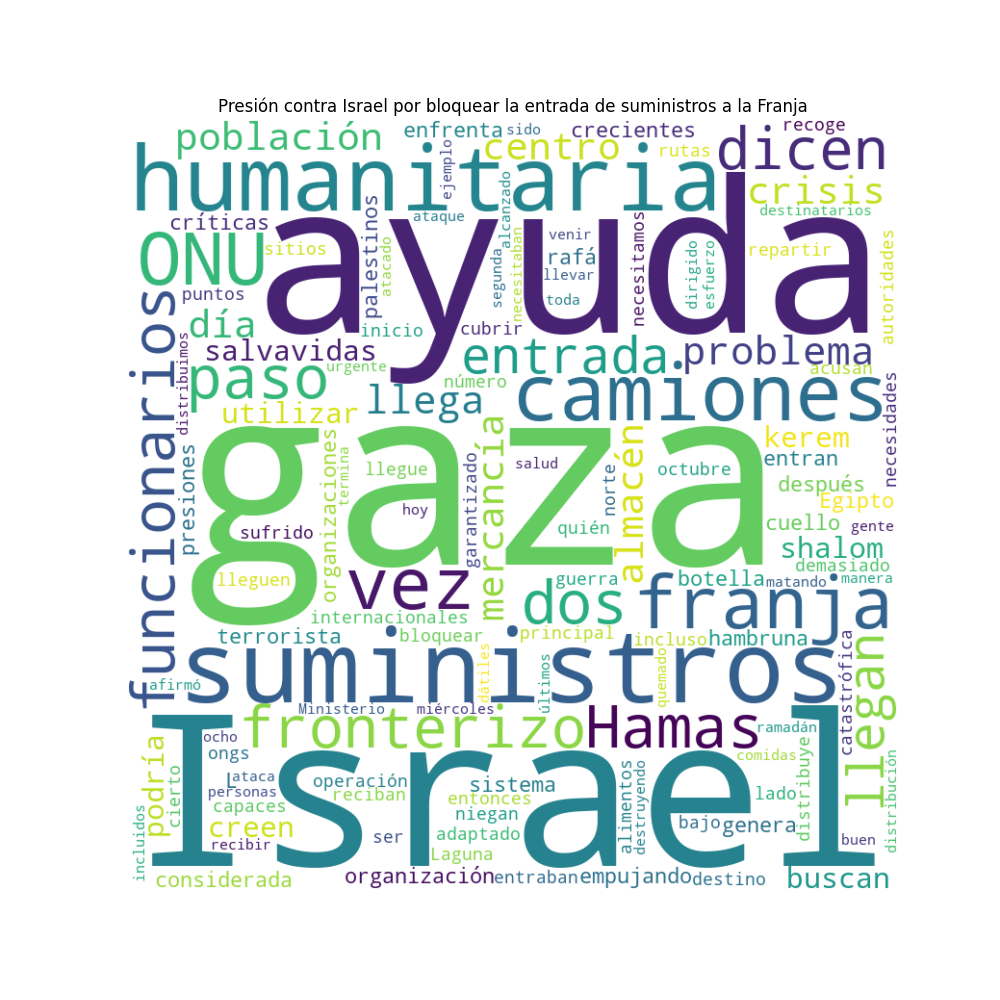 Presión contra Israel por bloquear la entrada de suministros a la Franja
población
enfrenta
sido
crecientes
recoge
humanitaria
ejemplo
centro
rutas
dicen
críticas
sitios
palestinos
ataque
alcanzado
crisis
destinatarios
ONU
ayuda
atacado
segunda
necesitaban
venir
rafá
llevar
toda
necesitamos
dirigido
esfuerzo
repartir
autoridades
funcionarios
puntos
día
inicio
cubrir
salvavidas
distribuimos
urgente
paso
entrada
problema
acusan
número
camiones
utilizar
llega
necesidades
presiones
organizaciones
termina
llegue
mercancía
garantizado
salud
norte
almacén
octubre
kerem
entran
después
Egipto
gaza
hoy
quién
cuello
gente
sufrido
shalom
lleguen
vez
dos
guerra
botella
matando
demasiado
manera
franja
internacionales
terrorista
bloquear
principal
incluso
hambruna
suministros
dátiles
últimos
quemado
catastrófica
llegan
afirmó
Ministerio
miércoles
fronterizo
Hamas
ramadán
ocho
ongs
podría
cierto
L
ataca
personas
operación
sistema
comidas
distribuye
distribución
Israel
capaces
reciban
entonces
niegan
alimentos
destruyendo
lado
creen
recibir
ser
adaptado
bajo
genera
buen
incluidos
Laguna
considerada
organización
entraban
empujando
destino
buscan